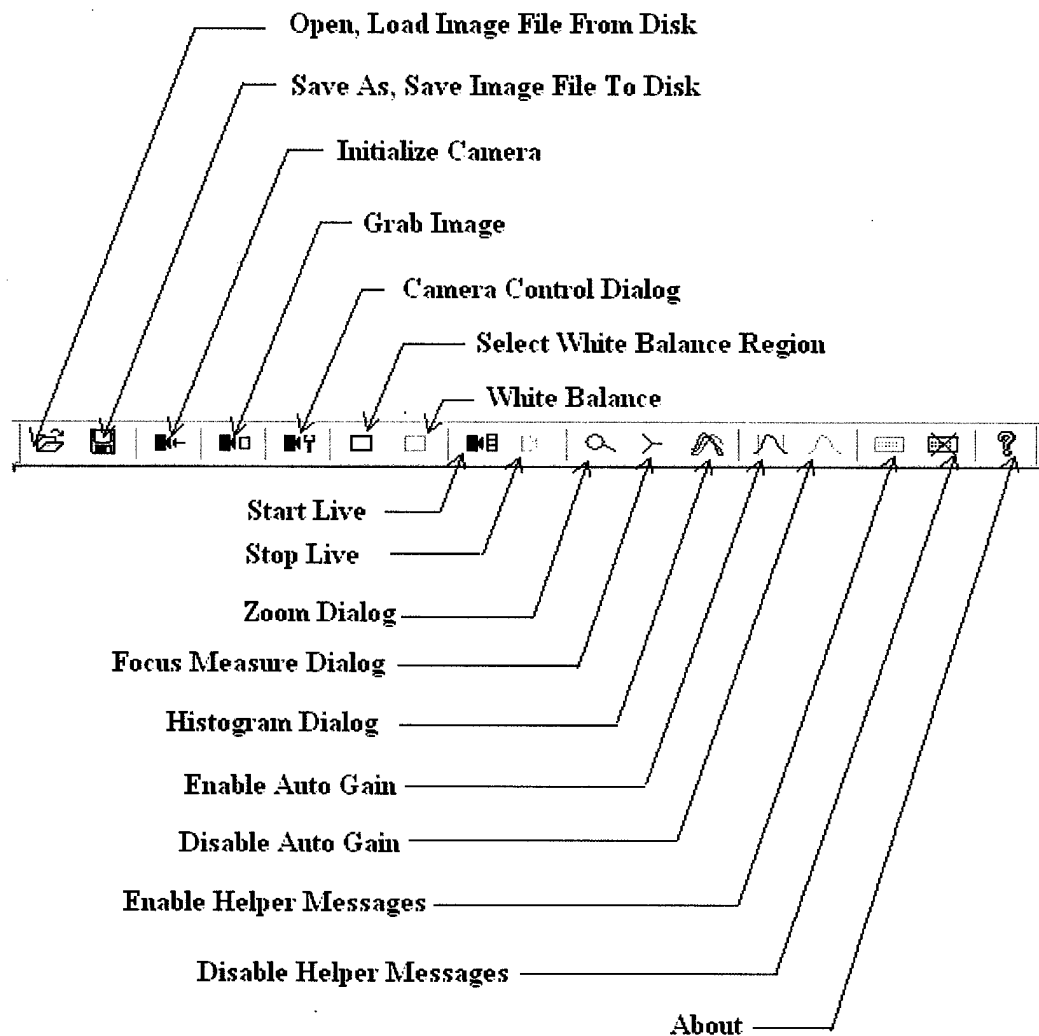 Open, Load Image File From Disk
Save As, Save Image File To Disk
Initialize Camera
Grab Image
Camera Control Dialog
Select White Balance Region
White Balance
Start Live
Stop Live
Zoom Dialog
Focus Measure Dialog
Histogram Dialog
Enable Auto Gain
Disable Auto Gain
Enable Helper Messages
Disable Helper Messages
About